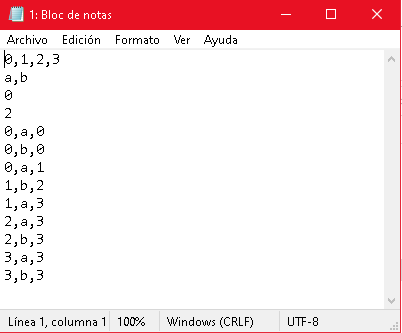 1: Bloc de notas
Archivo Edición Formato Ver Ayuda
0,1,2,3
a,b
0
2
0,a,0
0,b,0
0,a,1
1,b,2
1,a,3
2,a,3
2,b,3
3,a,3
3,b,3
Línea 1, columna 1 100% Windows (CRLF) UTF-8